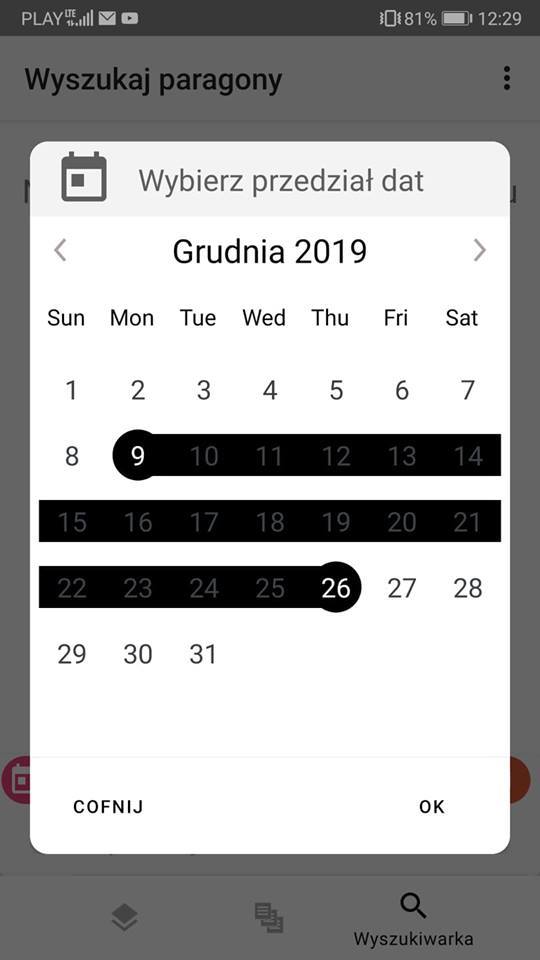 PLAY LTE 81% 12:29
Wyszukaj paragony
Wybierz przedział dat
Grudnia 2019
Sun Mon Tue Wed Thu Fri Sat
1 2 3 4 5 6 7
8 9 10 11 12 13 14
15 16 17 18 19 20 21
22 23 24 25 26 27 28
29 30 31
COFNIJ OK
Wyszukiwarka